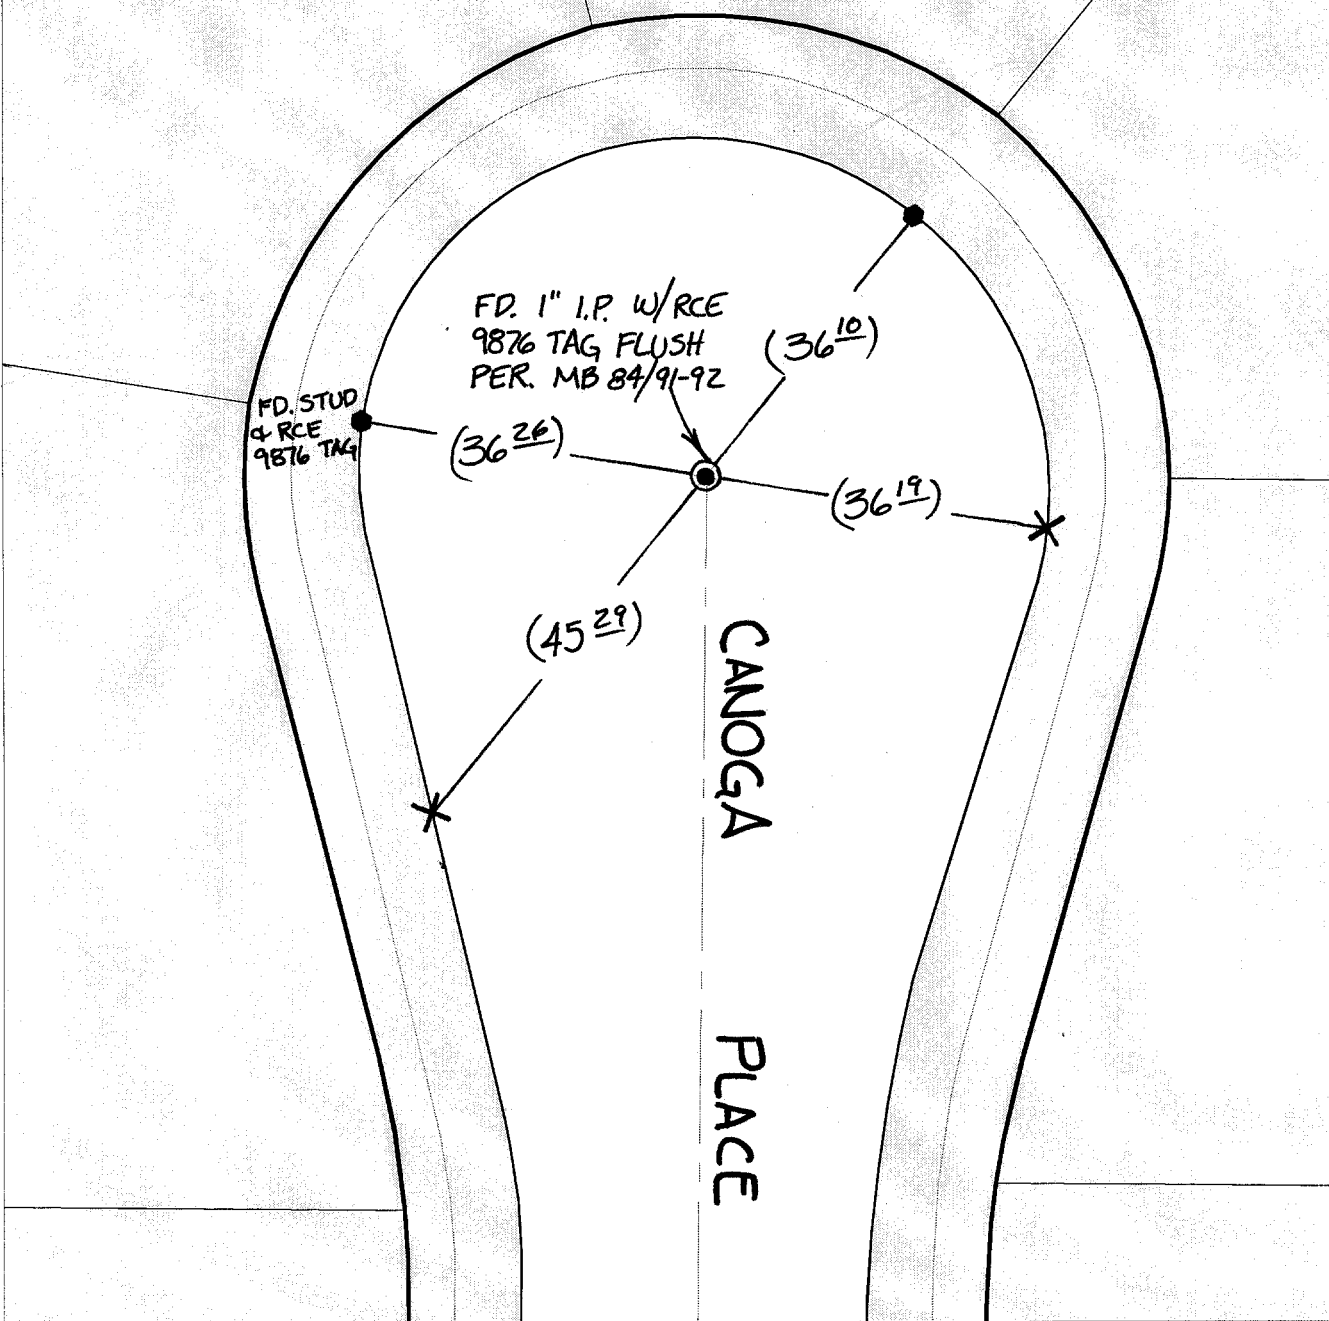 FD. 1" I.P. W/RCE
9876 TAG FLUSH
PER. MB 84/91-92
(36 10)
FD. STUD
& RCE
9876 TAG
(36 26)
(36 19)
(45 29)
CANOGA PLACE